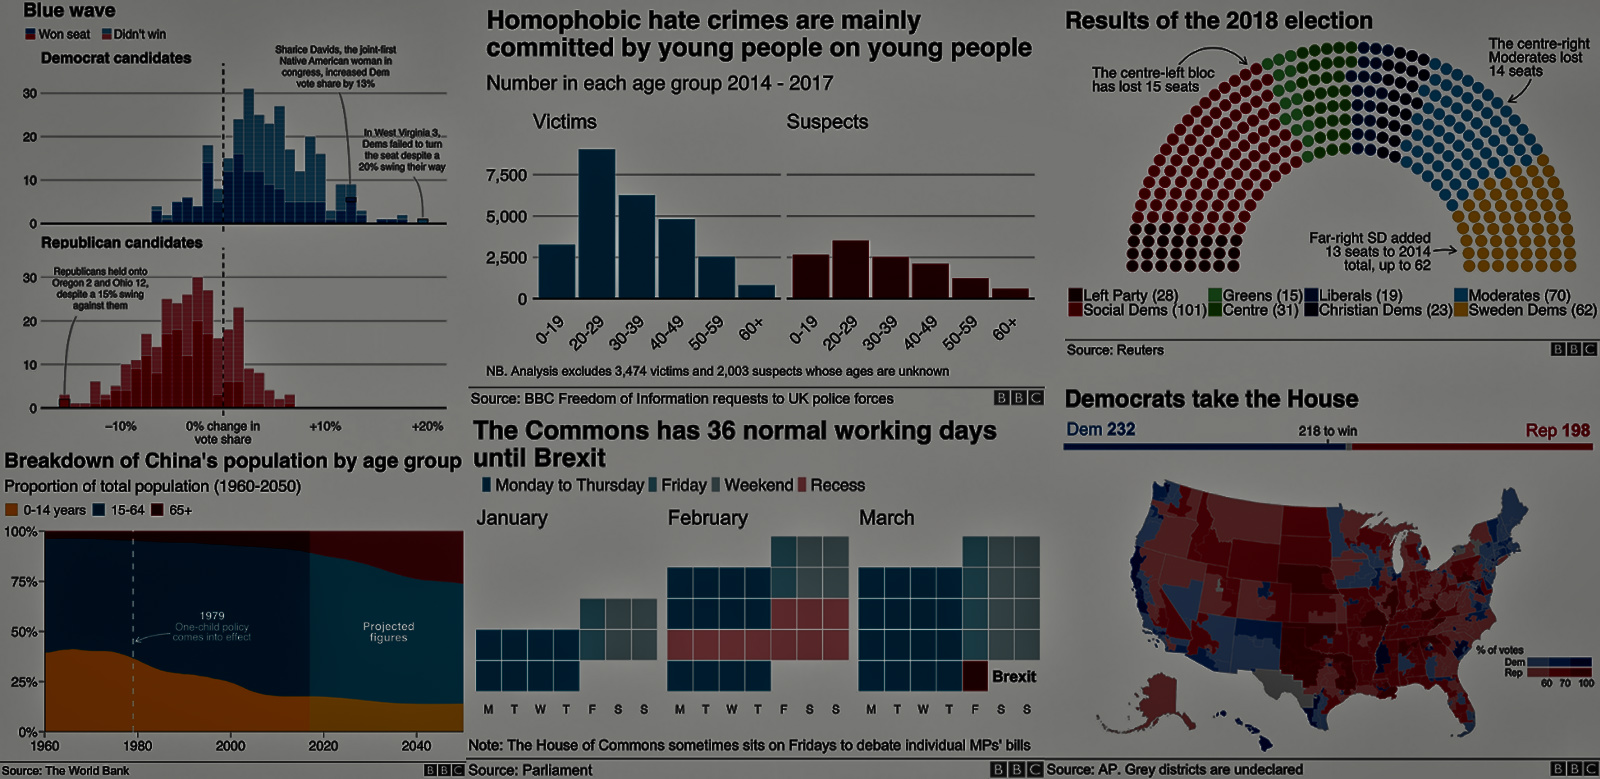 Blue wave
Won seat Didn't win
Democrat candidates
Sharice Davids, the joint-first
Native American woman in
congress, increased Dem
vote share by 13%
In West Virginia 3,
Dems failed to turn
the seat despite a
20% swing their way
30
20
10
0
Republican candidates
Republicans held onto
Oregon 2 and Ohio 12,
despite a 15% swing
against them
30
20
10
0
−10% 0% change in vote share +10% +20%
Breakdown of China's population by age group
Proportion of total population (1960-2050)
0-14 years 15-64 65+
100%
75%
50%
25%
0%
1979
One-child policy
comes into effect
Projected
figures
1960 1980 2000 2020 2040
Source: The World Bank
BBC
Homophobic hate crimes are mainly
committed by young people on young people
Number in each age group 2014 - 2017
Victims Suspects
7,500
5,000
2,500
0
0-19 20-29 30-39 40-49 50-59 60+ 0-19 20-29 30-39 40-49 50-59 60+
NB. Analysis excludes 3,474 victims and 2,003 suspects whose ages are unknown
Source: BBC Freedom of Information requests to UK police forces
BBC
The Commons has 36 normal working days
until Brexit
Monday to Thursday Friday Weekend Recess
January February March
Brexit
M T W T F S S M T W T F S S M T W T F S S
Note: The House of Commons sometimes sits on Fridays to debate individual MPs' bills
Source: Parliament
BBC
Results of the 2018 election
The centre-left bloc
has lost 15 seats
The centre-right
Moderates lost
14 seats
Far-right SD added
13 seats to 2014
total, up to 62
Left Party (28) Greens (15) Liberals (19) Moderates (70)
Social Dems (101) Centre (31) Christian Dems (23) Sweden Dems (62)
Source: Reuters
BBC
Democrats take the House
Dem 232 218 to win Rep 198
% of votes
Dem
Rep
60 70 100
Source: AP. Grey districts are undeclared
BBC